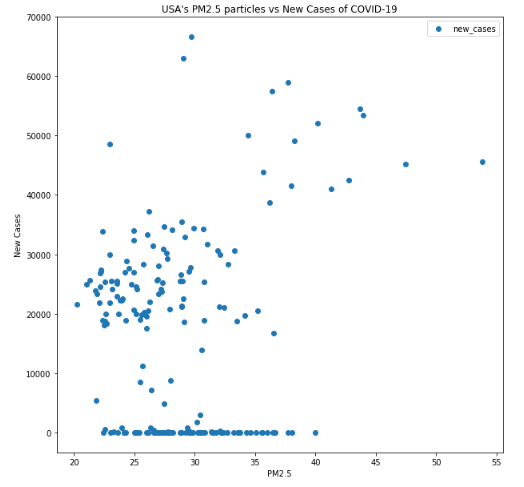 USA's PM2.5 particles vs New Cases of COVID-19
new_cases
70000
60000
50000
40000
30000
20000
10000
0
New Cases
20 25 30 35 40 45 50 55
PM2.5